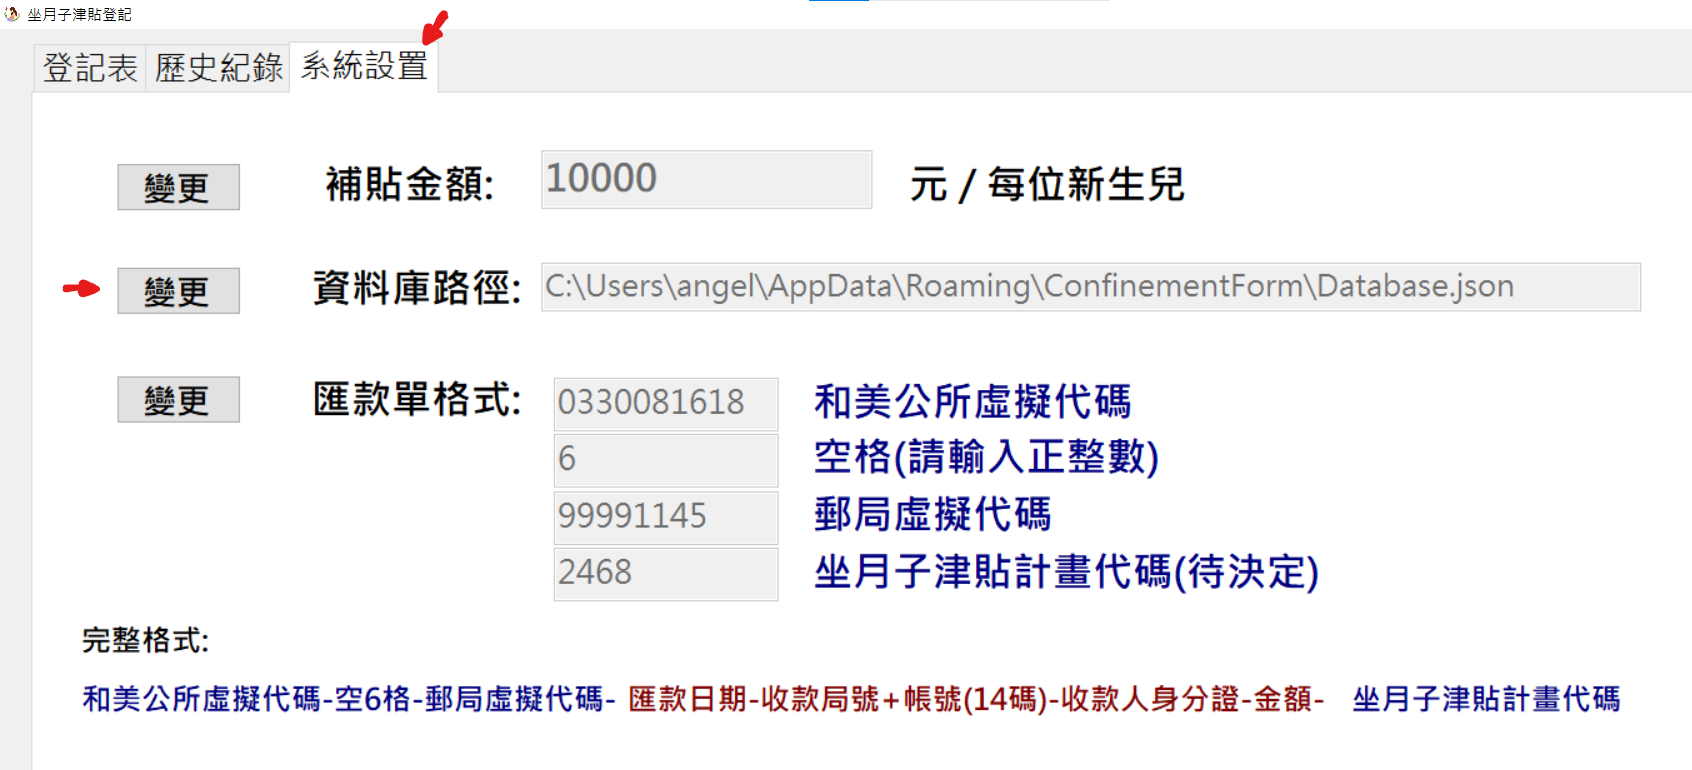 坐月子津貼登記
登記表 歷史紀錄 系統設置
變更 補貼金額: 10000 元 / 每位新生兒
變更 資料庫路徑: C:\Users\angel\AppData\Roaming\ConfinementForm\Database.json
變更 匯款單格式: 0330081618 和美公所虛擬代碼
6 空格(請輸入正整數)
99991145 郵局虛擬代碼
2468 坐月子津貼計畫代碼(待決定)
完整格式:
和美公所虛擬代碼-空6格-郵局虛擬代碼- 匯款日期-收款局號+帳號(14碼)-收款人身分證-金額- 坐月子津貼計畫代碼